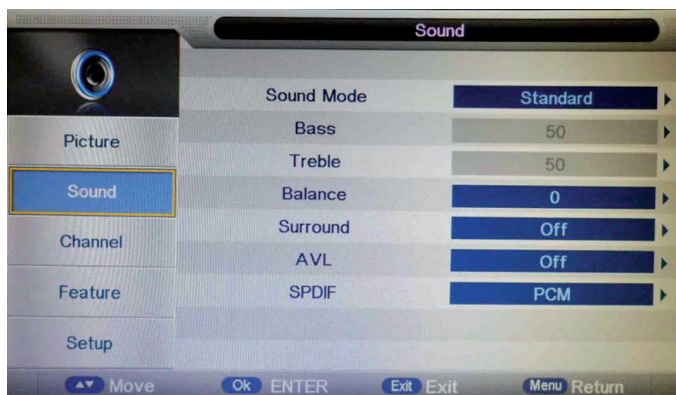 Sound
Sound Mode Standard
Bass 50
Treble 50
Balance 0
Surround Off
AVL Off
SPDIF PCM
Picture
Sound
Channel
Feature
Setup
Move Ok ENTER Exit Exit Menu Return